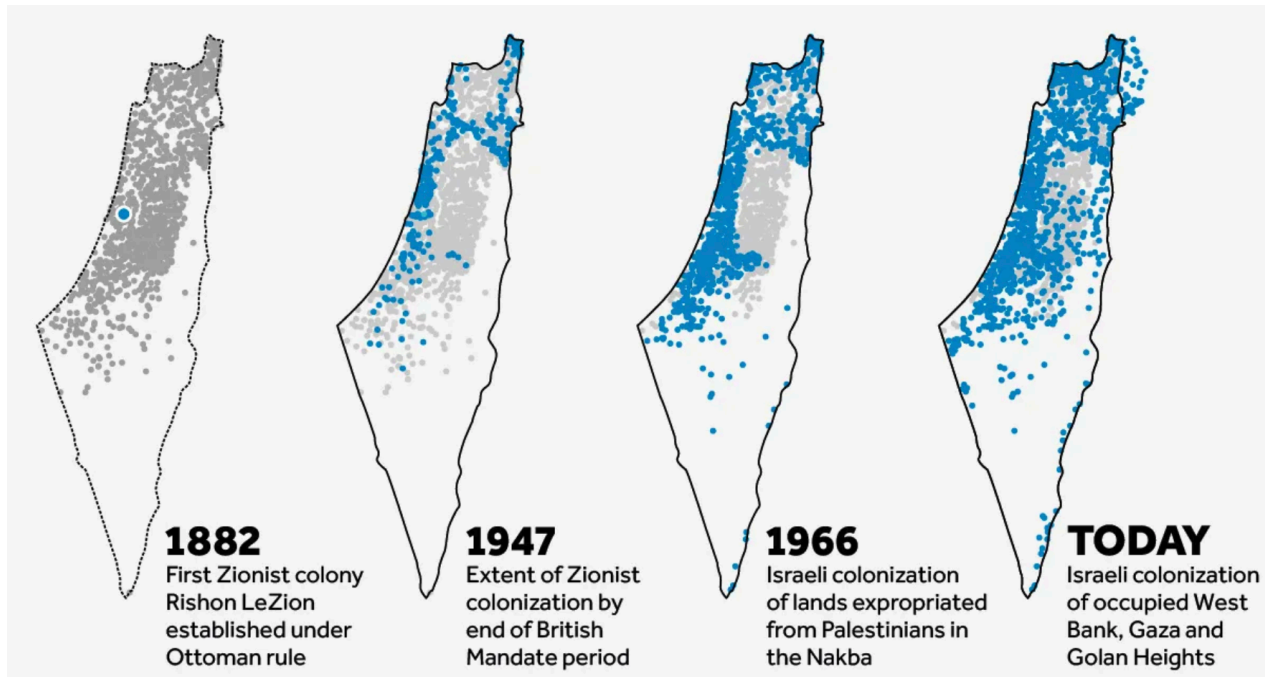 1882
First Zionist colony
Rishon LeZion
established under
Ottoman rule
1947
Extent of Zionist
colonization by
end of British
Mandate period
1966
Israeli colonization
of lands expropriated
from Palestinians in
the Nakba
TODAY
Israeli colonization
of occupied West
Bank, Gaza and
Golan Heights